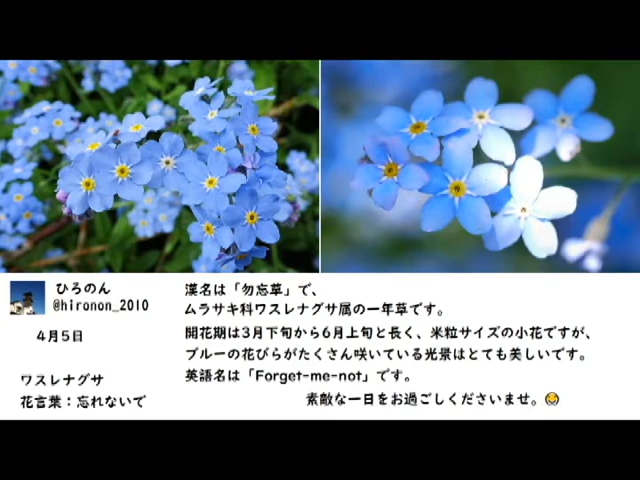 ひろのん
@hironon_2010
4月5日
ワスレナグサ
花言葉：忘れないで
漢名は「勿忘草」で、
ムラサキ科ワスレナグサ属の一年草です。
開花期は3月下旬から6月上旬と長く、米粒サイズの小花ですが、
ブルーの花びらがたくさん咲いている光景はとても美しいです。
英語名は「Forget-me-not」です。
素敵な一日をお過ごしくださいませ。